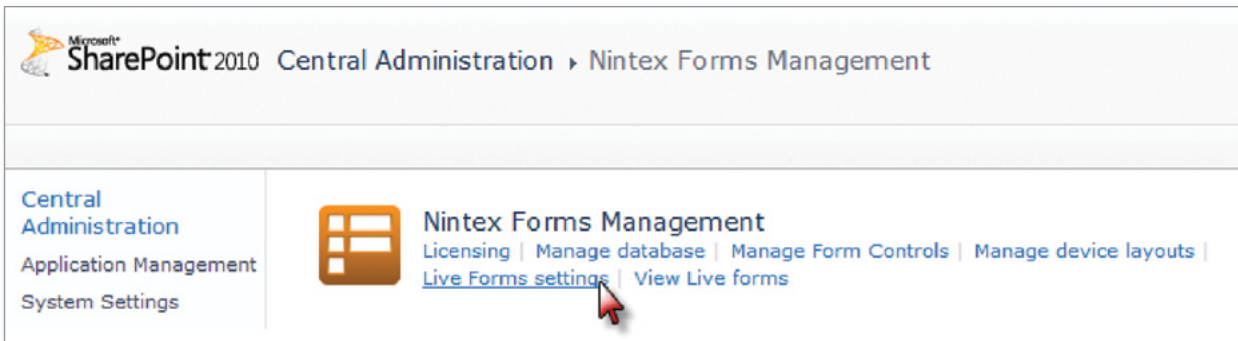 Microsoft®
SharePoint 2010 Central Administration ▸ Nintex Forms Management
Central
Administration
Application Management
System Settings
Nintex Forms Management
Licensing | Manage database | Manage Form Controls | Manage device layouts |
Live Forms settings | View Live forms